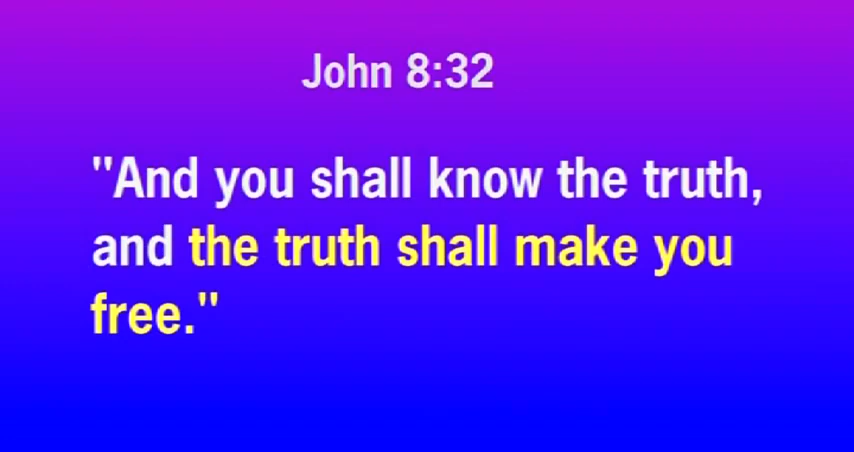 John 8:32
"And you shall know the truth,
and the truth shall make you
free."